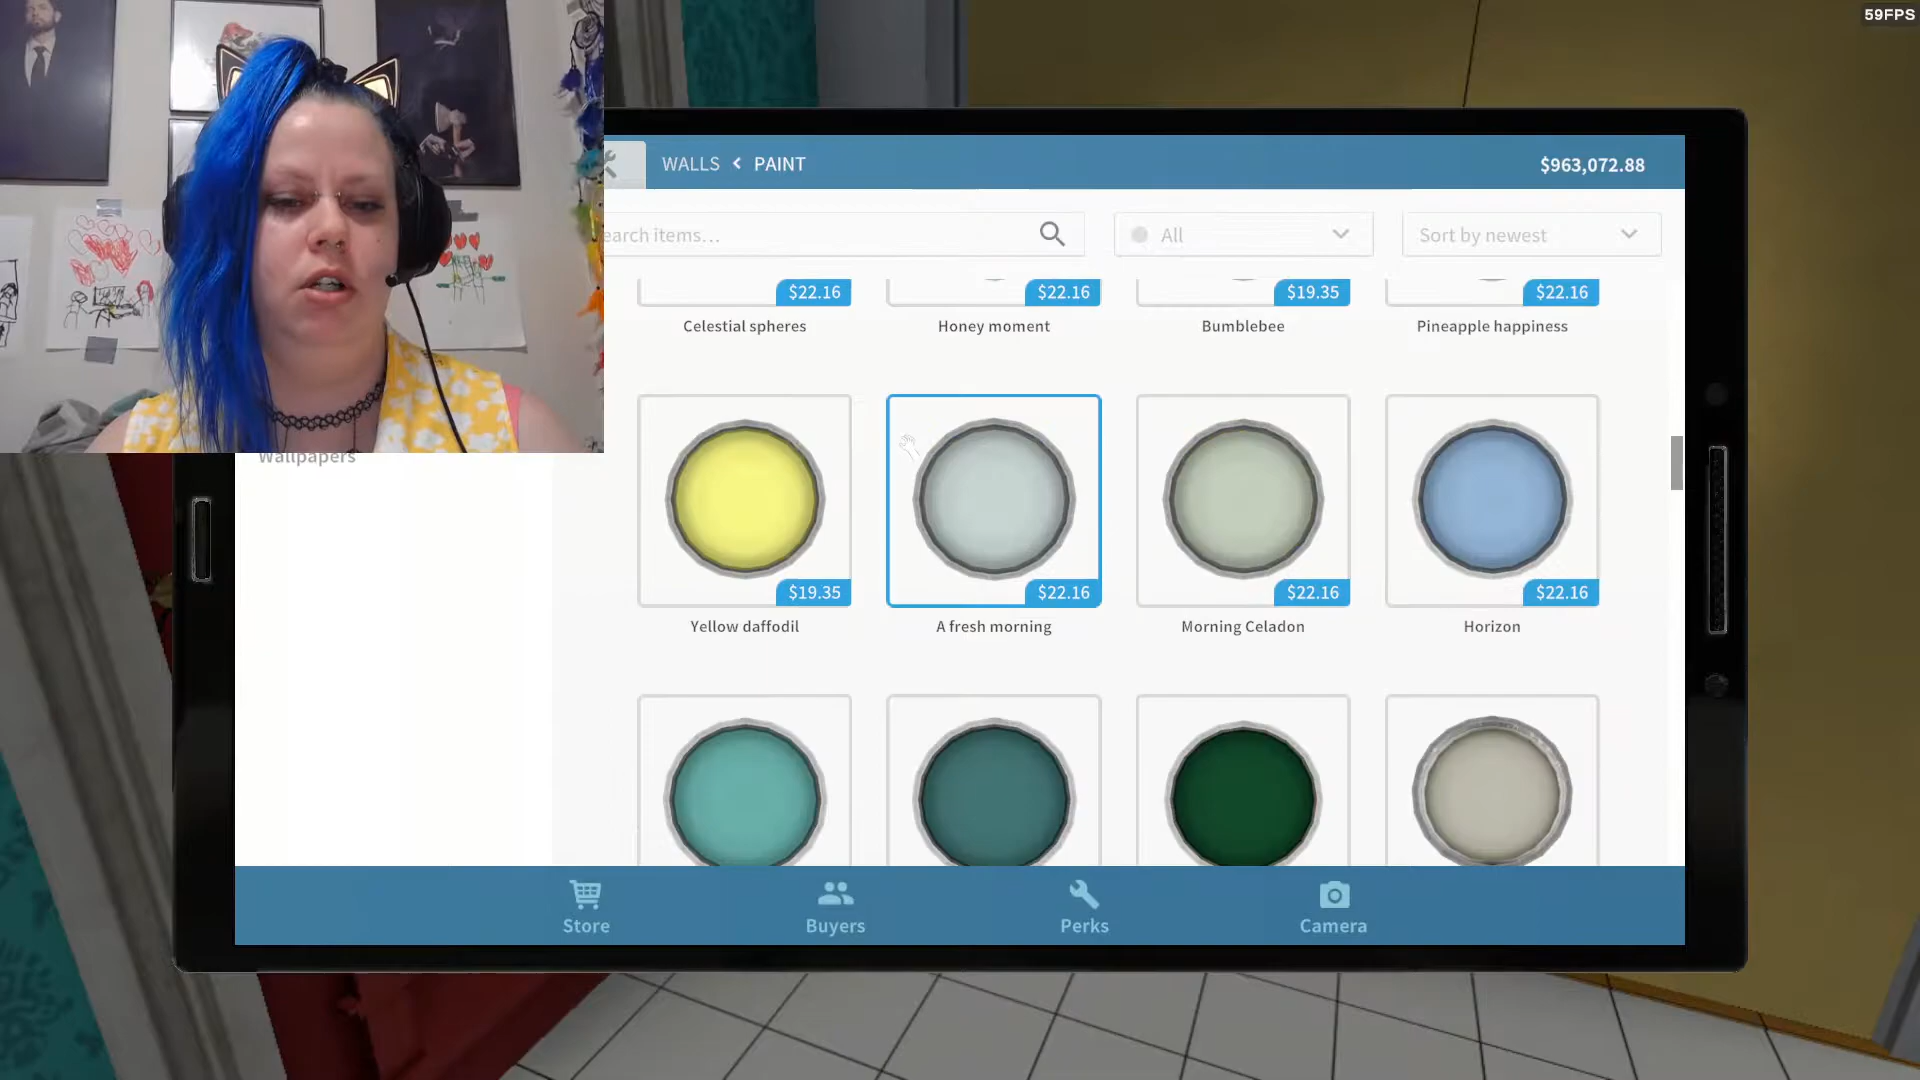 59FPS
WALLS < PAINT
$963,072.88
earch items...
All
Sort by newest
$22.16
$22.16
$19.35
$22.16
Celestial spheres
Honey moment
Bumblebee
Pineapple happiness
Wallpapers
$19.35
$22.16
$22.16
$22.16
Yellow daffodil
A fresh morning
Morning Celadon
Horizon
Store
Buyers
Perks
Camera